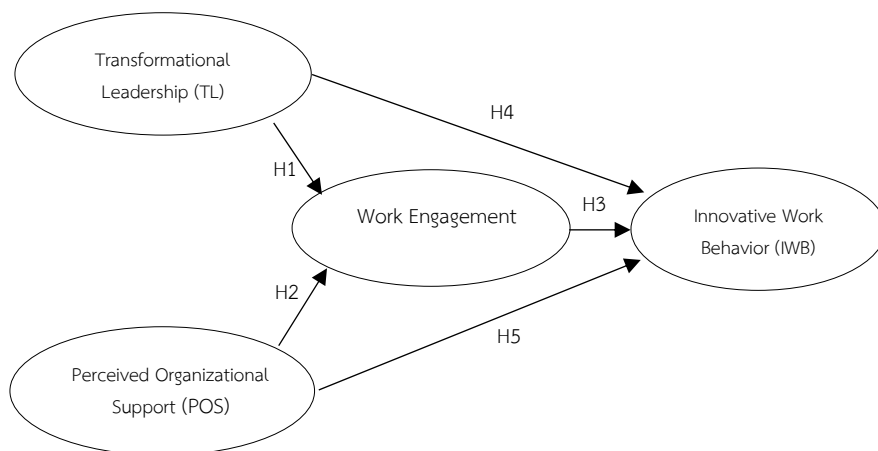 Transformational
Leadership (TL)
H4
H1
Work Engagement
H3
Innovative Work
Behavior (IWB)
H2
H5
Perceived Organizational
Support (POS)